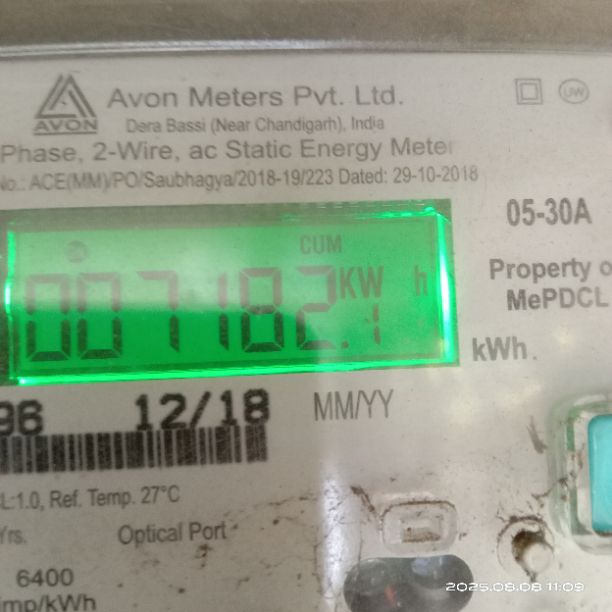 Avon Meters Pvt. Ltd.
AVON
Dera Bassi (Near Chandigarh), India
Phase, 2-Wire, ac Static Energy Meter
No.: ACE(MM)/PO/Saubhagya/2018-19/223 Dated: 29-10-2018
05-30A
CUM
007182.1 KW h
Property o
MePDCL
kWh.
96 12/18 MM/YY
CL:1.0, Ref. Temp. 27°C
Yrs. Optical Port
6400
imp/kWh
2025.08.08 11:09